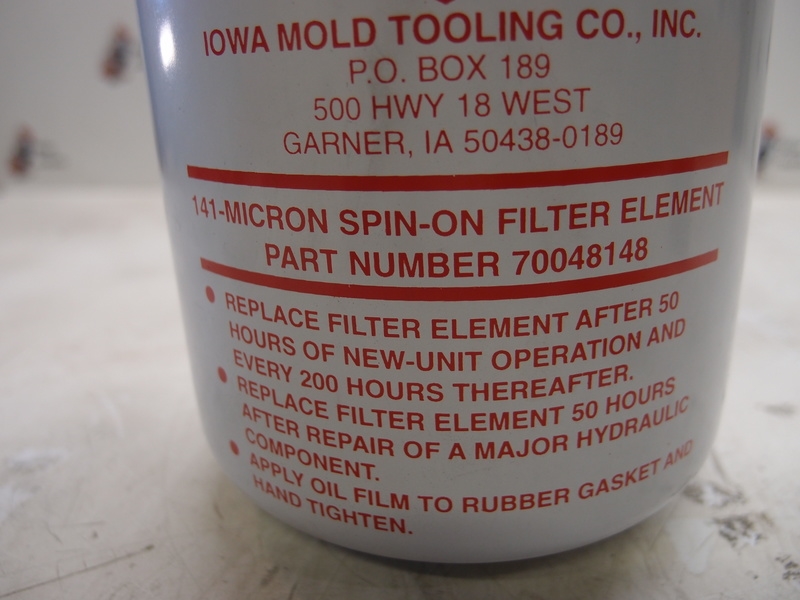 IOWA MOLD TOOLING CO., INC.
P.O. BOX 189
500 HWY 18 WEST
GARNER, IA 50438-0189
141-MICRON SPIN-ON FILTER ELEMENT
PART NUMBER 70048148
• REPLACE FILTER ELEMENT AFTER 50
HOURS OF NEW-UNIT OPERATION AND
EVERY 200 HOURS THEREAFTER.
• REPLACE FILTER ELEMENT 50 HOURS
AFTER REPAIR OF A MAJOR HYDRAULIC
COMPONENT.
• APPLY OIL FILM TO RUBBER GASKET AND
HAND TIGHTEN.